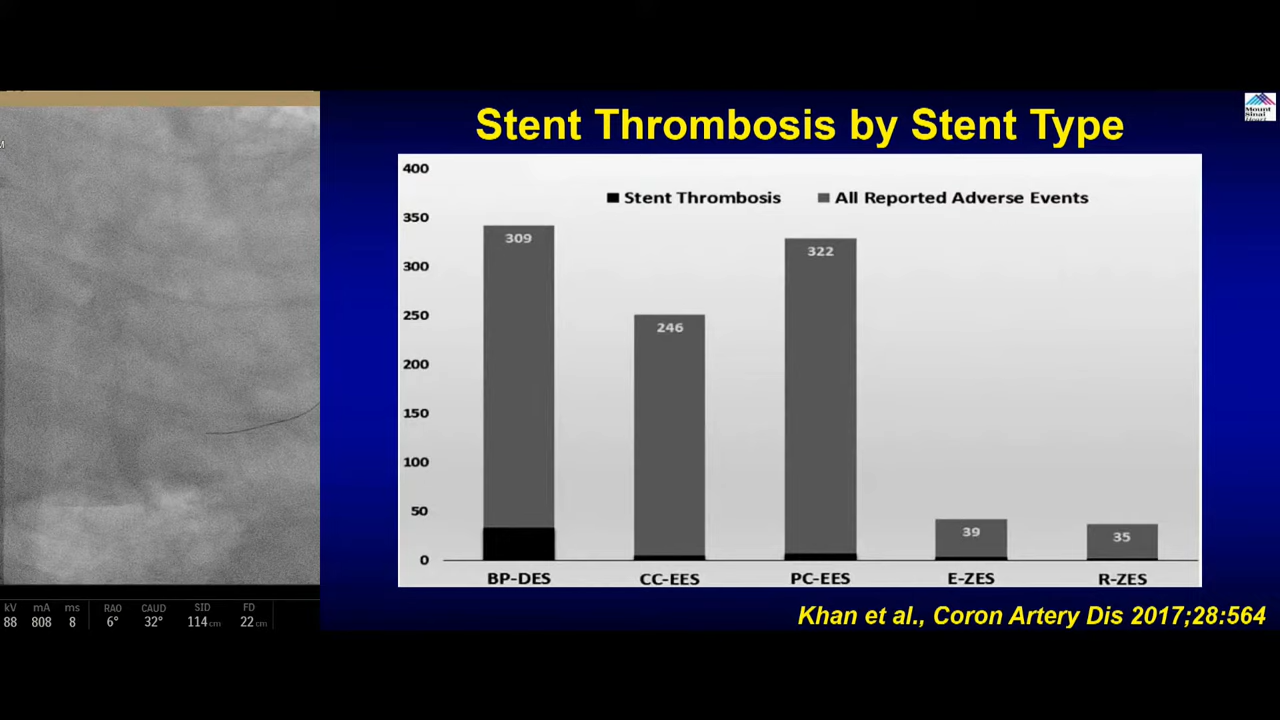 Stent Thrombosis by Stent Type
Mount
Sinai
Heart
M
400
350
300
250
200
150
100
50
0
Stent Thrombosis
All Reported Adverse Events
309
246
322
39
35
BP-DES
CC-EES
PC-EES
E-ZES
R-ZES
Khan et al., Coron Artery Dis 2017;28:564
kV mA ms RAO CAUD SID FD
88 808 8 6° 32° 114 cm 22 cm